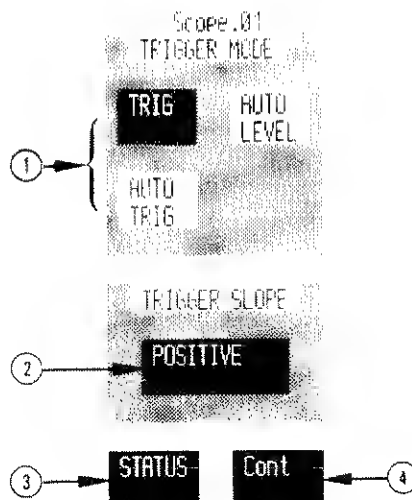 Scope.01
TRIGGER MODE
TRIG
AUTO
LEVEL
1
AUTO
TRIG
TRIGGER SLOPE
POSITIVE
2
STATUS
Cont
3
4